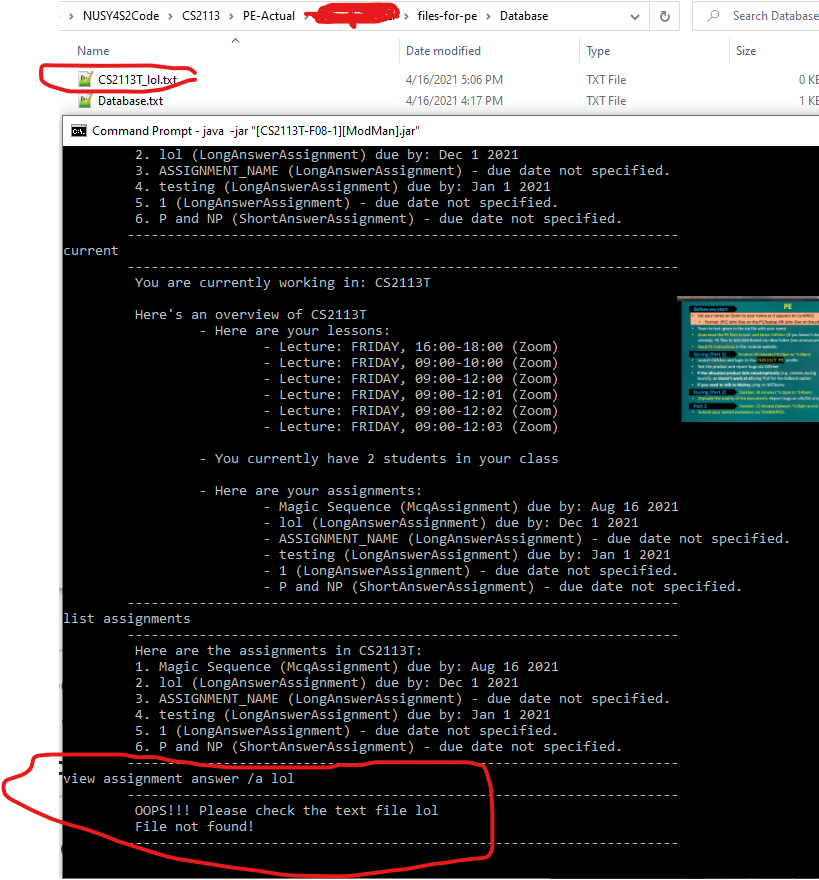 NUSY4S2Code > CS2113 > PE-Actual > files-for-pe > Database
Search Database
Name Date modified Type Size
CS2113T_lol.txt 4/16/2021 5:06 PM TXT File 0 KB
Database.txt 4/16/2021 4:17 PM TXT File 1 KB
Command Prompt - java -jar "[CS2113T-F08-1][ModMan].jar"
2. lol (LongAnswerAssignment) due by: Dec 1 2021
3. ASSIGNMENT_NAME (LongAnswerAssignment) - due date not specified.
4. testing (LongAnswerAssignment) due by: Jan 1 2021
5. 1 (LongAnswerAssignment) - due date not specified.
6. P and NP (ShortAnswerAssignment) - due date not specified.
--------------------------------------------------------------------
current
--------------------------------------------------------------------
You are currently working in: CS2113T
Here's an overview of CS2113T
- Here are your lessons:
- Lecture: FRIDAY, 16:00-18:00 (Zoom)
- Lecture: FRIDAY, 09:00-10:00 (Zoom)
- Lecture: FRIDAY, 09:00-12:00 (Zoom)
- Lecture: FRIDAY, 09:00-12:01 (Zoom)
- Lecture: FRIDAY, 09:00-12:02 (Zoom)
- Lecture: FRIDAY, 09:00-12:03 (Zoom)
- You currently have 2 students in your class
- Here are your assignments:
- Magic Sequence (McqAssignment) due by: Aug 16 2021
- lol (LongAnswerAssignment) due by: Dec 1 2021
- ASSIGNMENT_NAME (LongAnswerAssignment) - due date not specified.
- testing (LongAnswerAssignment) due by: Jan 1 2021
- 1 (LongAnswerAssignment) - due date not specified.
- P and NP (ShortAnswerAssignment) - due date not specified.
--------------------------------------------------------------------
list assignments
--------------------------------------------------------------------
Here are the assignments in CS2113T:
1. Magic Sequence (McqAssignment) due by: Aug 16 2021
2. lol (LongAnswerAssignment) due by: Dec 1 2021
3. ASSIGNMENT_NAME (LongAnswerAssignment) - due date not specified.
4. testing (LongAnswerAssignment) due by: Jan 1 2021
5. 1 (LongAnswerAssignment) - due date not specified.
6. P and NP (ShortAnswerAssignment) - due date not specified.
--------------------------------------------------------------------
view assignment answer /a lol
--------------------------------------------------------------------
OOPS!!! Please check the text file lol
File not found!
--------------------------------------------------------------------
PE
Before we start
During (Part 1)
During (Part 2)
Part 3